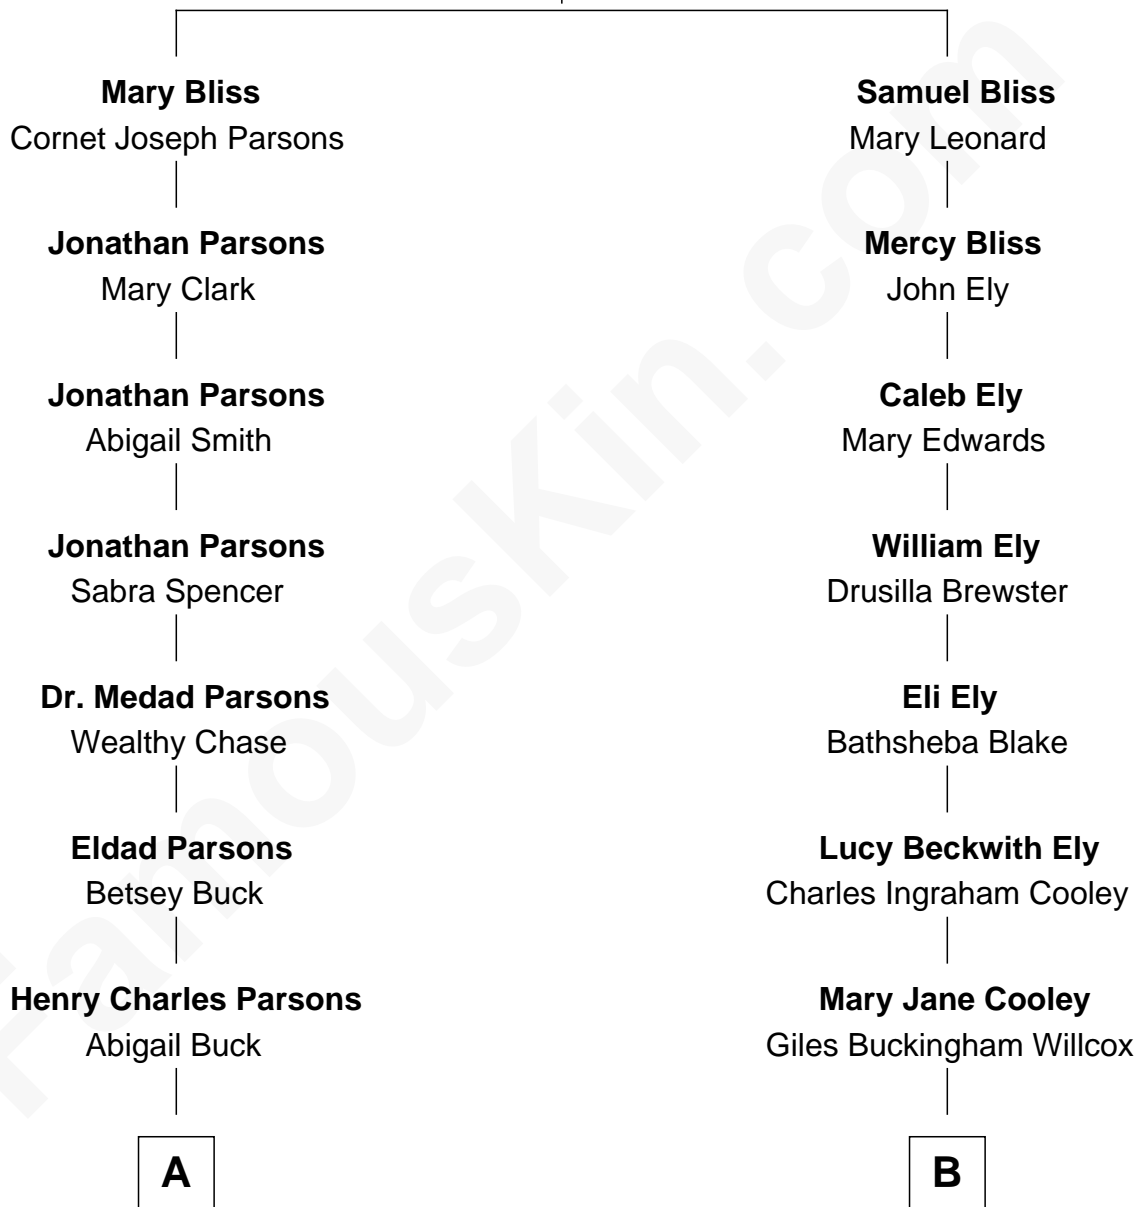 Mary Bliss
Cornet Joseph Parsons
Jonathan Parsons
Mary Clark
Jonathan Parsons
Abigail Smith
Jonathan Parsons
Sabra Spencer
Dr. Medad Parsons
Wealthy Chase
Eldad Parsons
Betsey Buck
Henry Charles Parsons
Abigail Buck
A
Samuel Bliss
Mary Leonard
Mercy Bliss
John Ely
Caleb Ely
Mary Edwards
William Ely
Drusilla Brewster
Eli Ely
Bathsheba Blake
Lucy Beckwith Ely
Charles Ingraham Cooley
Mary Jane Cooley
Giles Buckingham Willcox
B
FamousKin.com